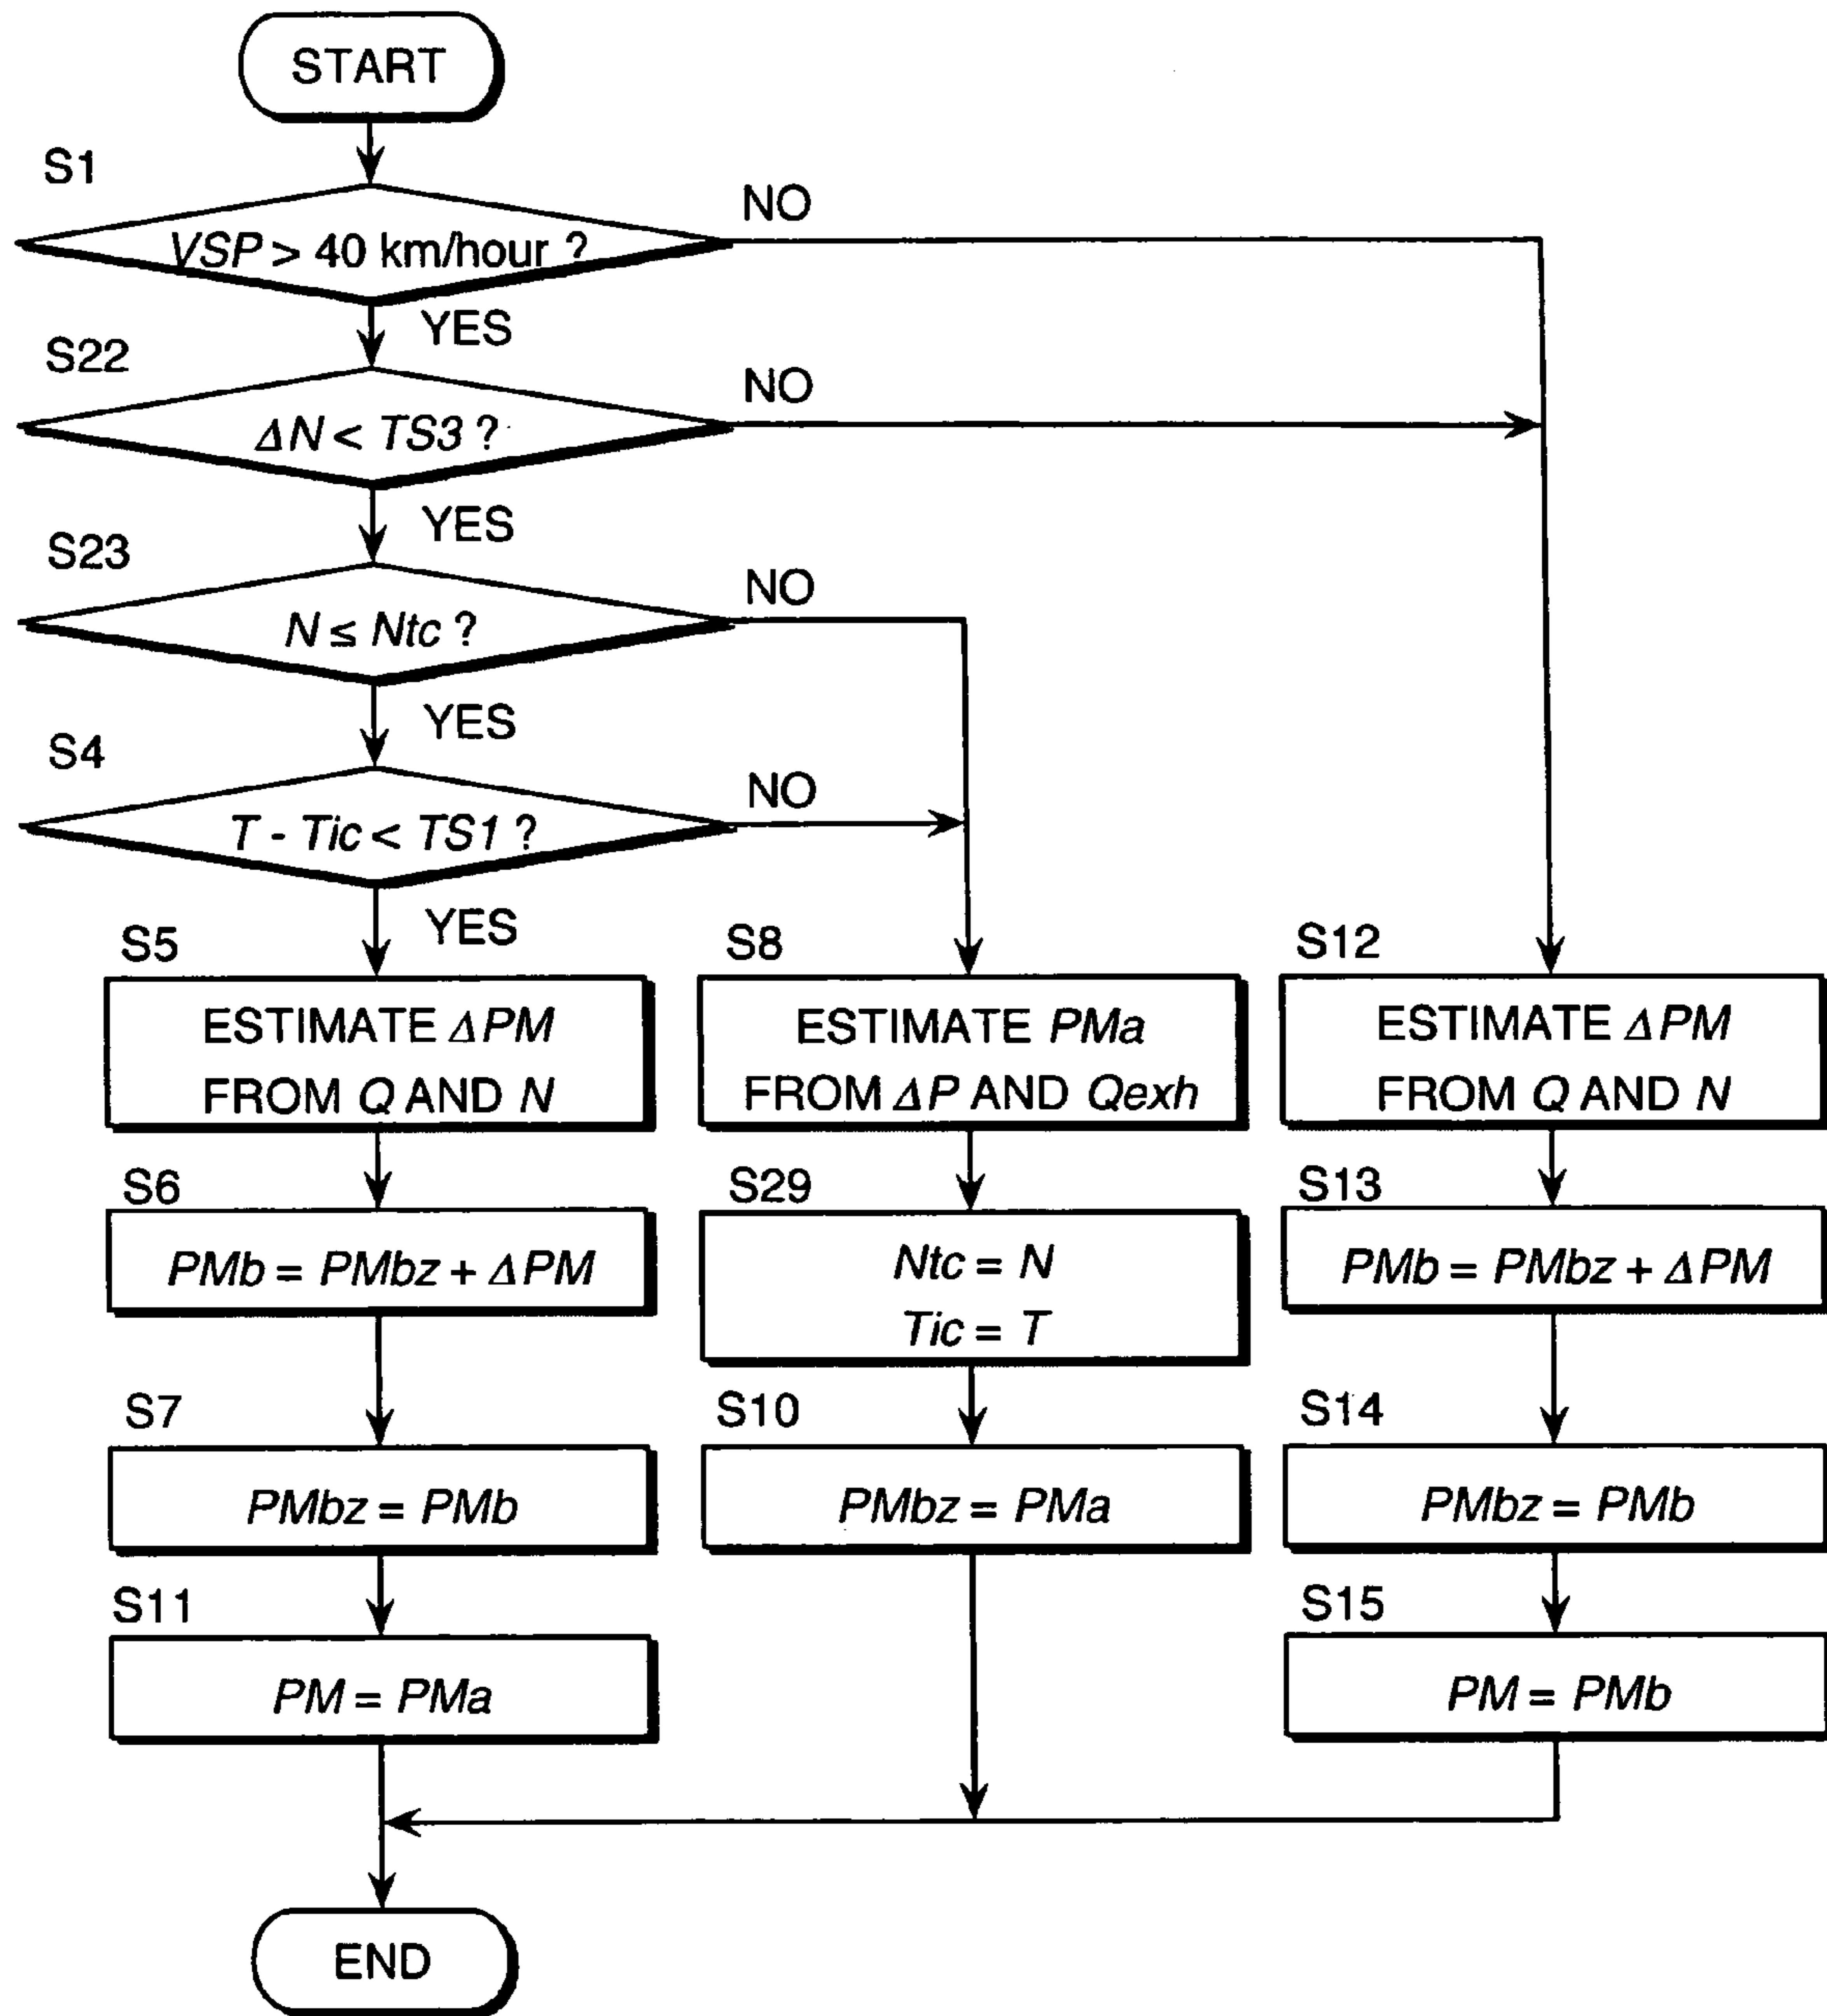 START
S1
VSP > 40 km/hour ?
NO
YES
S22
ΔN < TS3 ?
NO
YES
S23
N ≤ Ntc ?
NO
YES
S4
T - Tic < TS1 ?
NO
YES
S5
ESTIMATE ΔPM
FROM Q AND N
S6
PMb = PMbz + ΔPM
S7
PMbz = PMb
S11
PM = PMa
S8
ESTIMATE PMa
FROM ΔP AND Qexh
S29
Ntc = N
Tic = T
S10
PMbz = PMa
S12
ESTIMATE ΔPM
FROM Q AND N
S13
PMb = PMbz + ΔPM
S14
PMbz = PMb
S15
PM = PMb
END